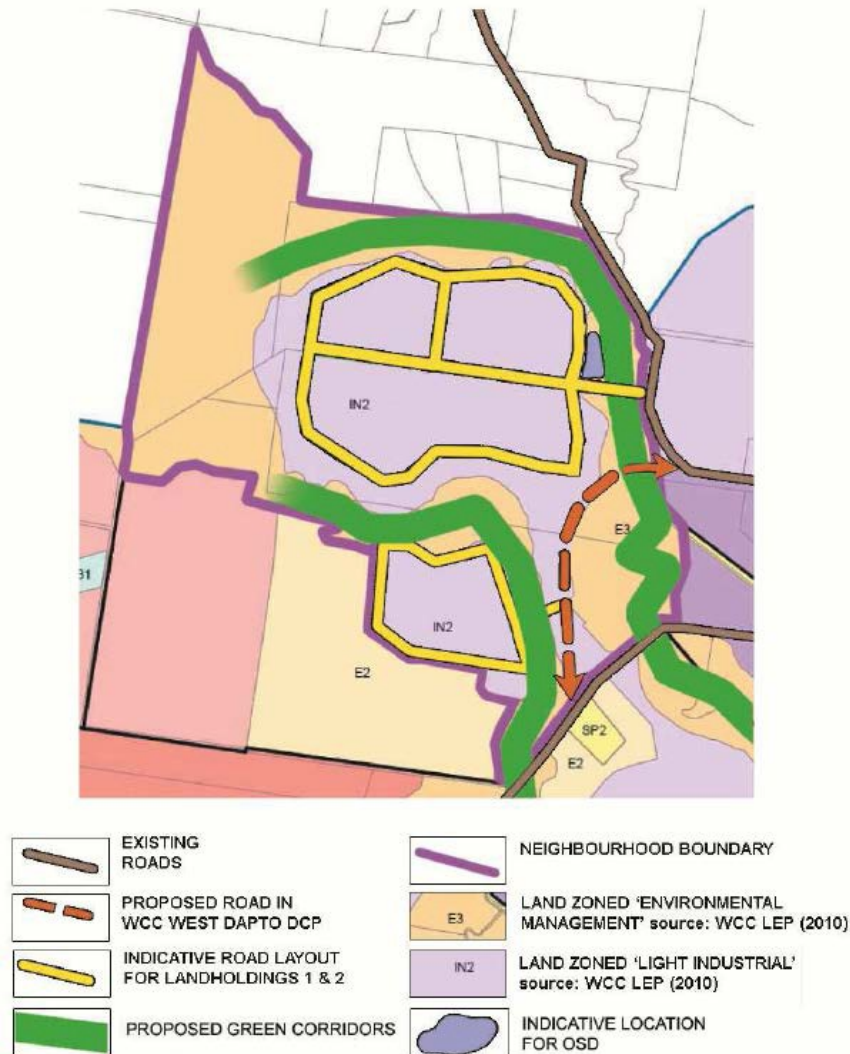 IN2
E3
31
IN2
E2
SP2
E2
EXISTING
ROADS
PROPOSED ROAD IN
WCC WEST DAPTO DCP
INDICATIVE ROAD LAYOUT
FOR LANDHOLDINGS 1 & 2
PROPOSED GREEN CORRIDORS
NEIGHBOURHOOD BOUNDARY
E3
LAND ZONED ‘ENVIRONMENTAL
MANAGEMENT’ source: WCC LEP (2010)
IN2
LAND ZONED ‘LIGHT INDUSTRIAL’
source: WCC LEP (2010)
INDICATIVE LOCATION
FOR OSD